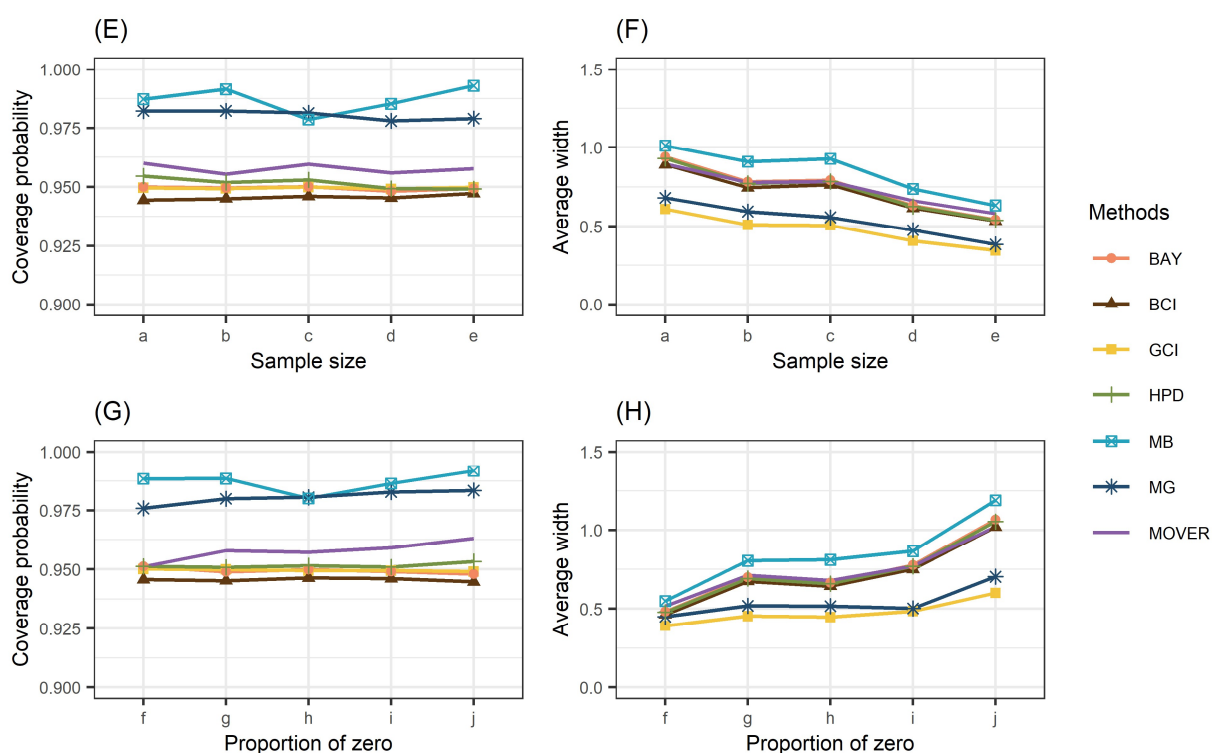 (E)
Coverage probability
1.000
0.975
0.950
0.925
0.900
a b c d e
Sample size
(F)
Average width
1.5
1.0
0.5
0.0
a b c d e
Sample size
(G)
Coverage probability
1.000
0.975
0.950
0.925
0.900
f g h i j
Proportion of zero
(H)
Average width
1.5
1.0
0.5
0.0
f g h i j
Proportion of zero
Methods
BAY
BCI
GCI
HPD
MB
MG
MOVER